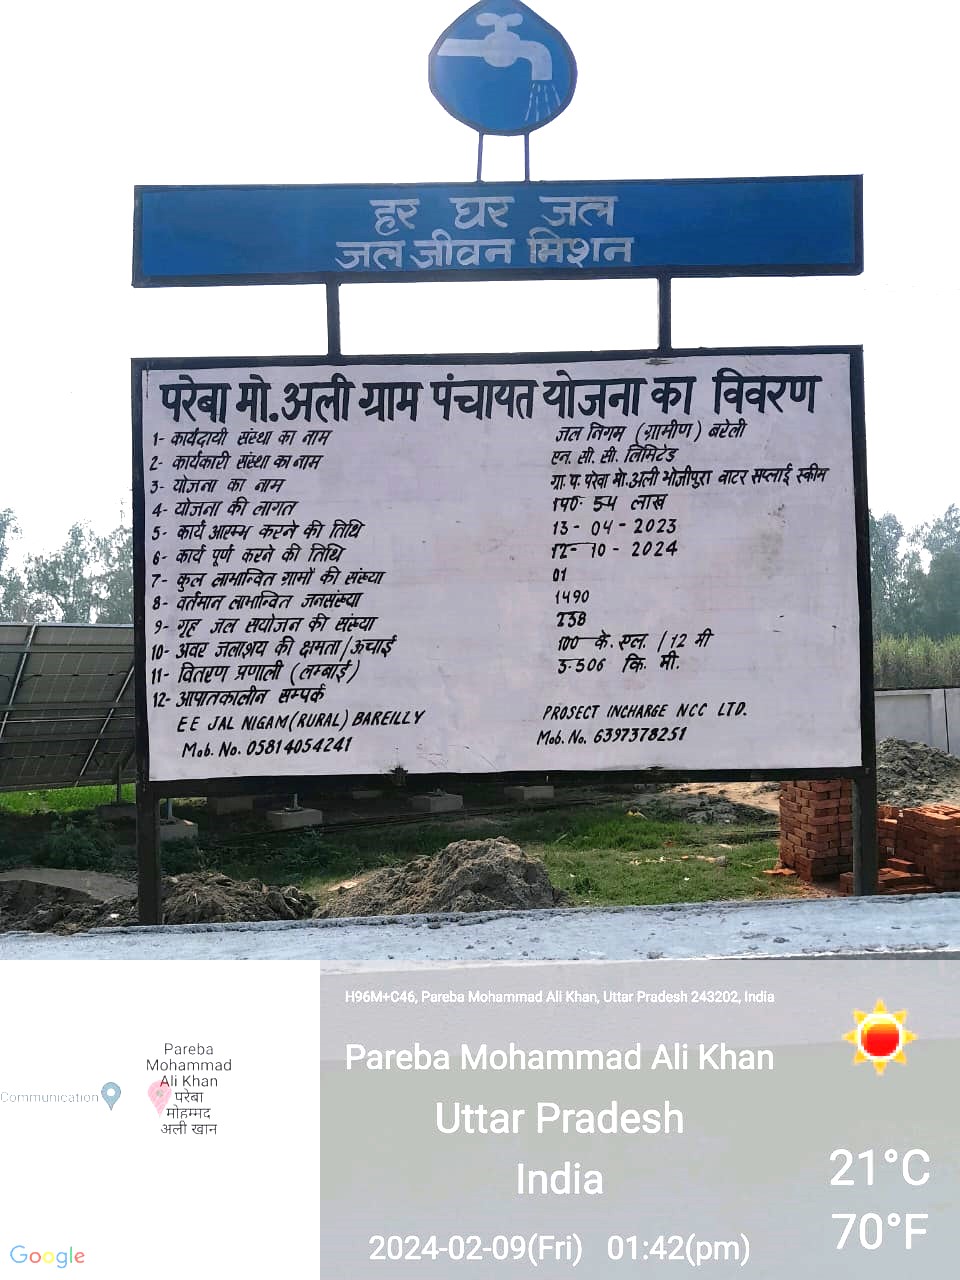 हर घर जल
जल जीवन मिशन
परेबा मो. अली ग्राम पंचायत योजना का विवरण
1- कार्यदायी संस्था का नाम जल निगम (ग्रामीण) बरेली
2- कार्यकारी संस्था का नाम एन. सी. सी. लिमिटेड
3- योजना का नाम ग्रा. प. परेबा मो. अली भोजीपुरा वाटर सप्लाई स्कीम
4- योजना की लागत 54 लाख
5- कार्य आरम्भ करने की तिथि 13-04-2023
6- कार्य पूर्ण करने की तिथि 12-10-2024
7- कुल लाभान्वित ग्रामों की संख्या 01
8- वर्तमान लाभान्वित जनसंख्या 1490
9- गृह जल संयोजन की संख्या 238
10- अवर जलाशय की क्षमता/ऊंचाई 100 के. एल. /12 मी
11- वितरण प्रणाली (लम्बाई) 3.506 कि. मी.
12- आपातकालीन सम्पर्क
EE JAL NIGAM (RURAL) BAREILLY PROSECT INCHARGE NCC LTD.
Mob. No. 05814054241 Mob. No. 6397378251
H96M+C46, Pareba Mohammad Ali Khan, Uttar Pradesh 243202, India
Pareba Mohammad Ali Khan
Uttar Pradesh
India
2024-02-09(Fri) 01:42(pm)
21°C
70°F
Pareba
Mohammad
Ali Khan
परेबा
मोहम्मद
अली खान
Communication
Google